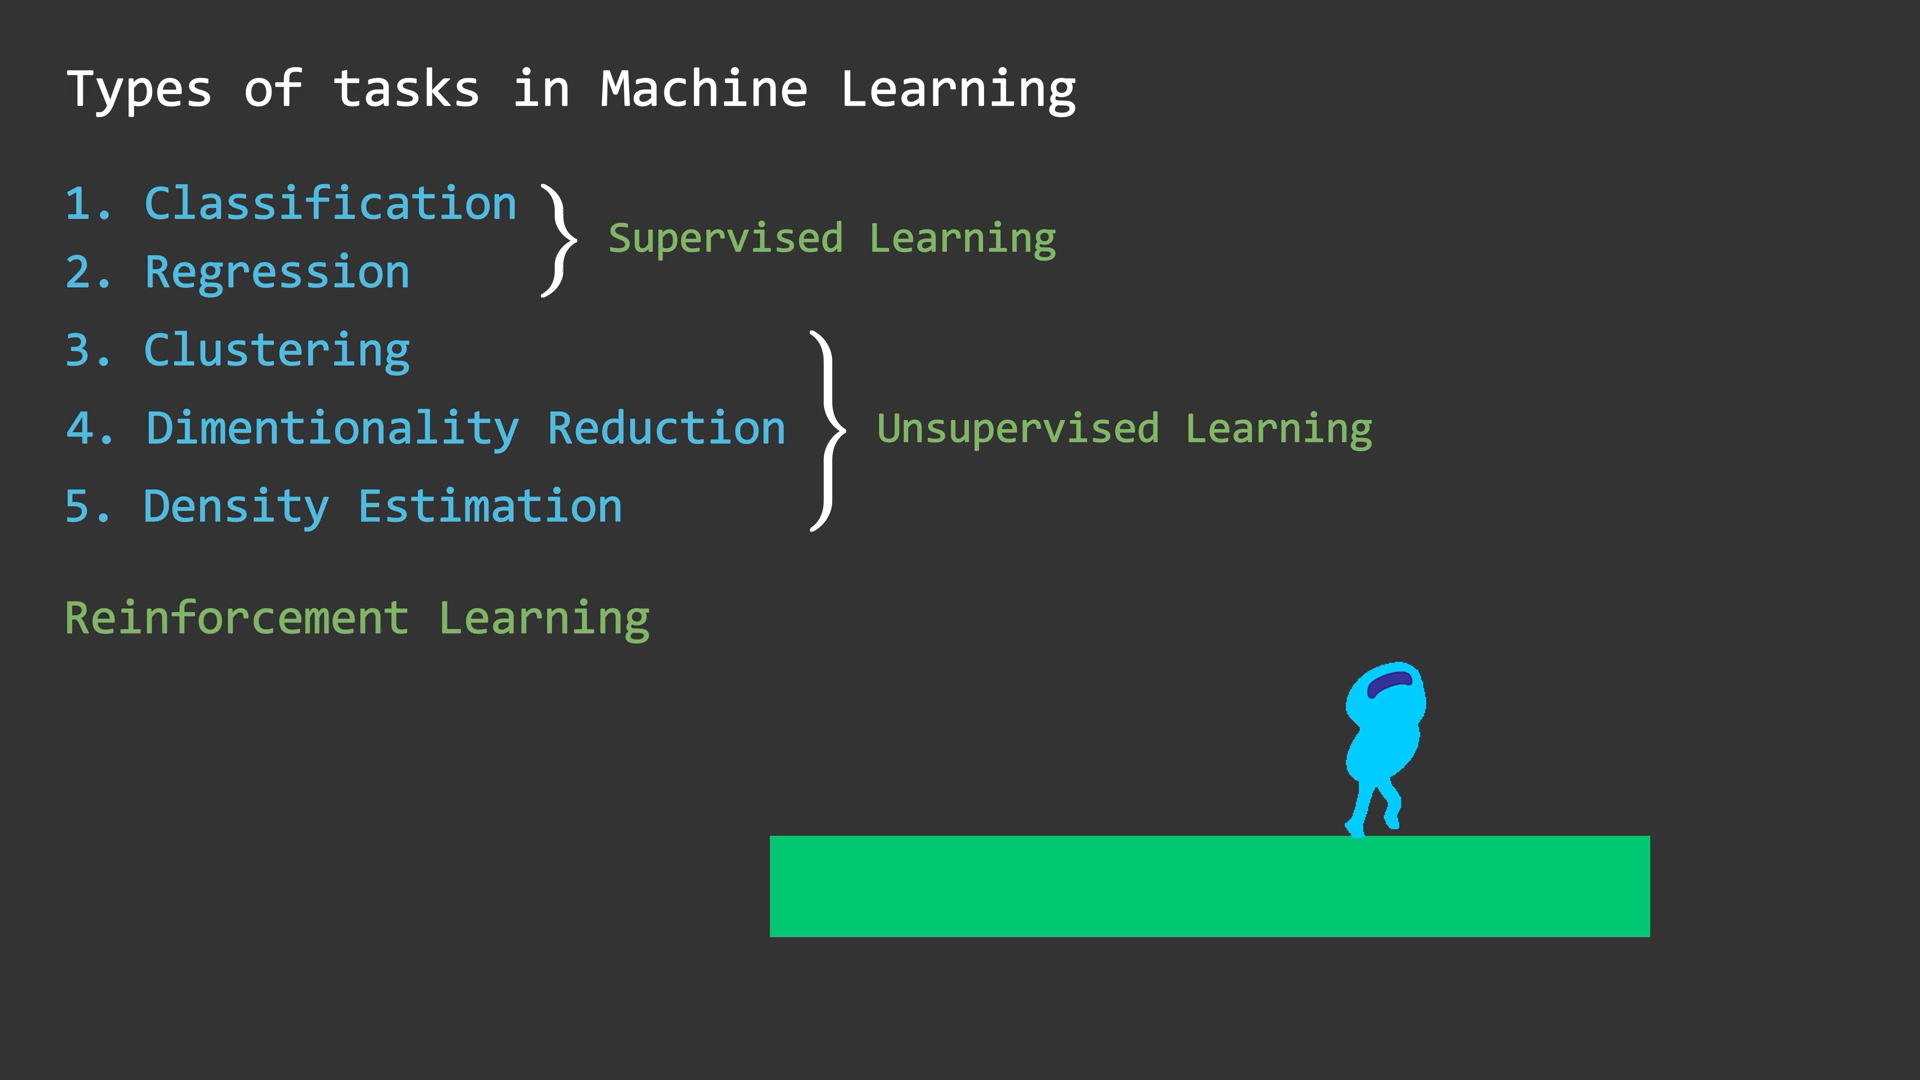 Types of tasks in Machine Learning
1. Classification
2. Regression
Supervised Learning
3. Clustering
4. Dimentionality Reduction
5. Density Estimation
Unsupervised Learning
Reinforcement Learning